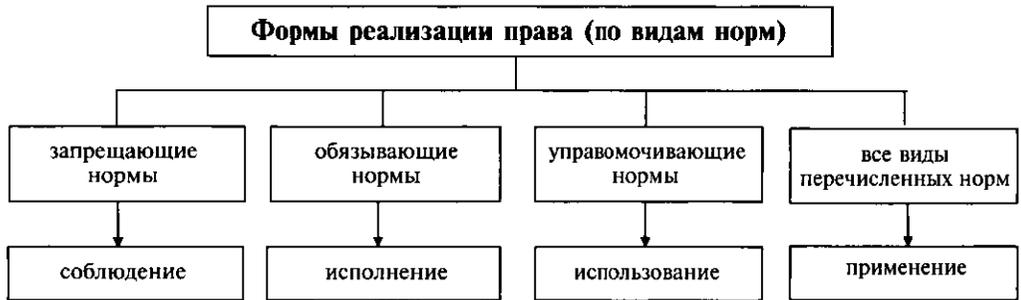 Формы реализации права (по видам норм)
запрещающие
нормы
обязывающие
нормы
управомочивающие
нормы
все виды
перечисленных норм
соблюдение
исполнение
использование
применение